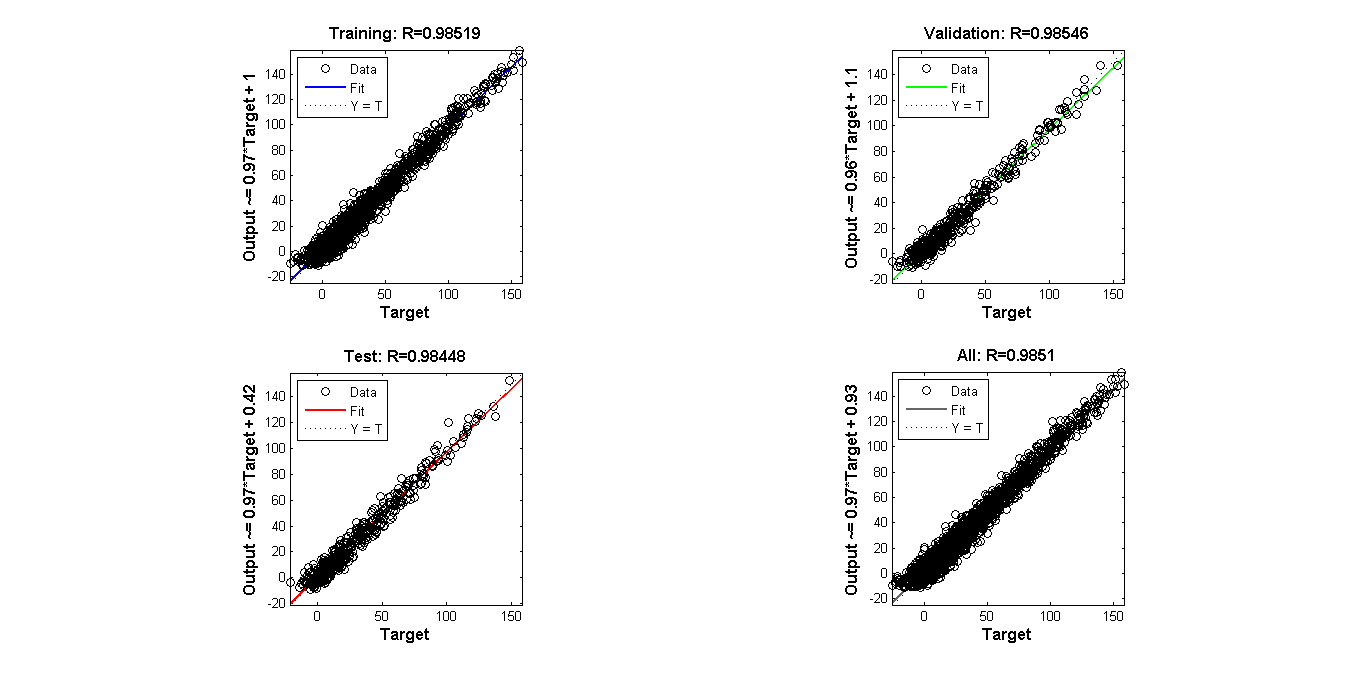 Training: R=0.98519
Output ~= 0.97*Target + 1
Data
Fit
Y = T
140
120
100
80
60
40
20
0
-20
0 50 100 150
Target
Validation: R=0.98546
Output ~= 0.96*Target + 1.1
Data
Fit
Y = T
140
120
100
80
60
40
20
0
-20
0 50 100 150
Target
Test: R=0.98448
Output ~= 0.97*Target + 0.42
Data
Fit
Y = T
140
120
100
80
60
40
20
0
-20
0 50 100 150
Target
All: R=0.9851
Output ~= 0.97*Target + 0.93
Data
Fit
Y = T
140
120
100
80
60
40
20
0
-20
0 50 100 150
Target